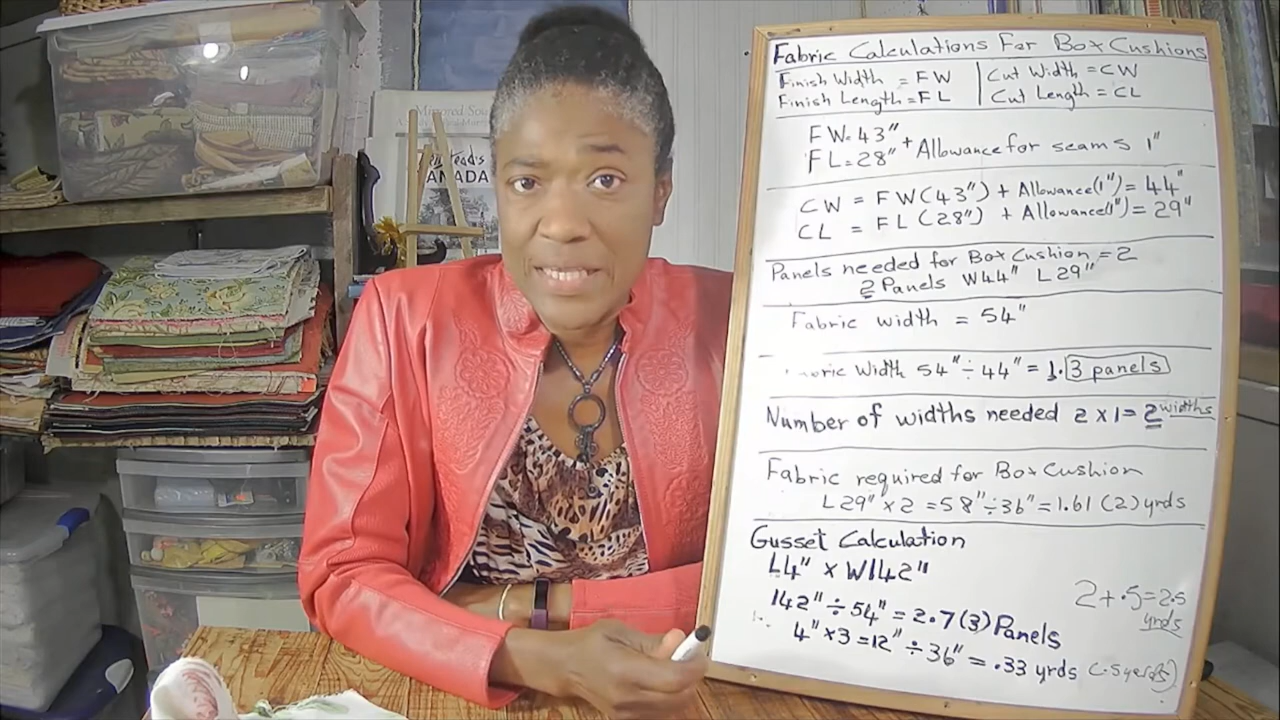 Mirrored Sou
CANADA
Fabric Calculations For Box Cushions
Finish Width = FW | Cut Width = CW
Finish Length = FL | Cut Length = CL
FW = 43"
FL = 28" + Allowance for seams 1"
CW = FW (43") + Allowance (1") = 44"
CL = FL (28") + Allowance (1") = 29"
Panels needed for Box Cushion = 2
2 Panels W44" L29"
Fabric width = 54"
Width 54" ÷ 44" = 1.3 panels
Number of widths needed 2 x 1 = 2 widths
Fabric required for Box Cushion
L29" x 2 = 58" ÷ 36" = 1.61 (2) yrds
Gusset Calculation
L4" x W142"
142" ÷ 54" = 2.7 (3) Panels
4" x 3 = 12" ÷ 36" = .33 yrds (.5 yerds)
2 + .5 = 2.5
yrds